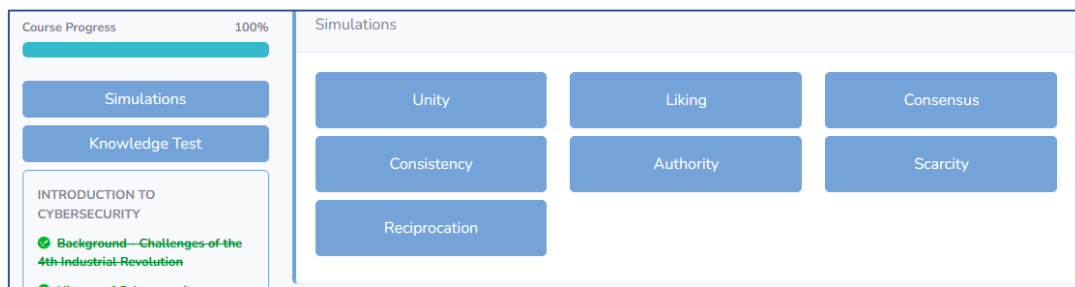 Course Progress 100%
Simulations
Knowledge Test
INTRODUCTION TO
CYBERSECURITY
Background - Challenges of the
4th Industrial Revolution
Simulations
Unity Liking Consensus
Consistency Authority Scarcity
Reciprocation